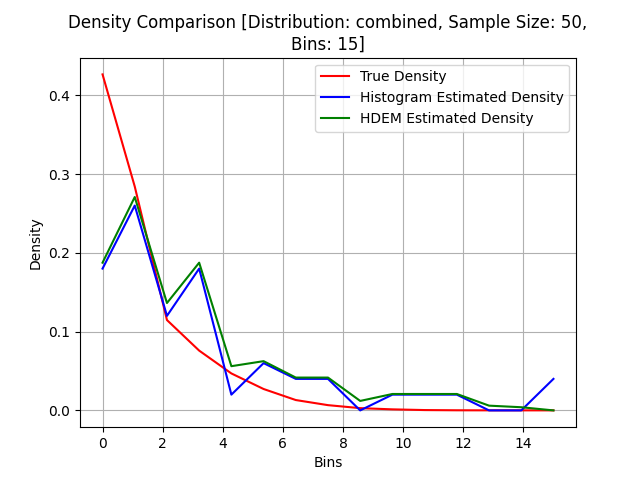 Density Comparison [Distribution: combined, Sample Size: 50,
Bins: 15]
True Density
Histogram Estimated Density
HDEM Estimated Density
Density
0.4
0.3
0.2
0.1
0.0
0 2 4 6 8 10 12 14
Bins